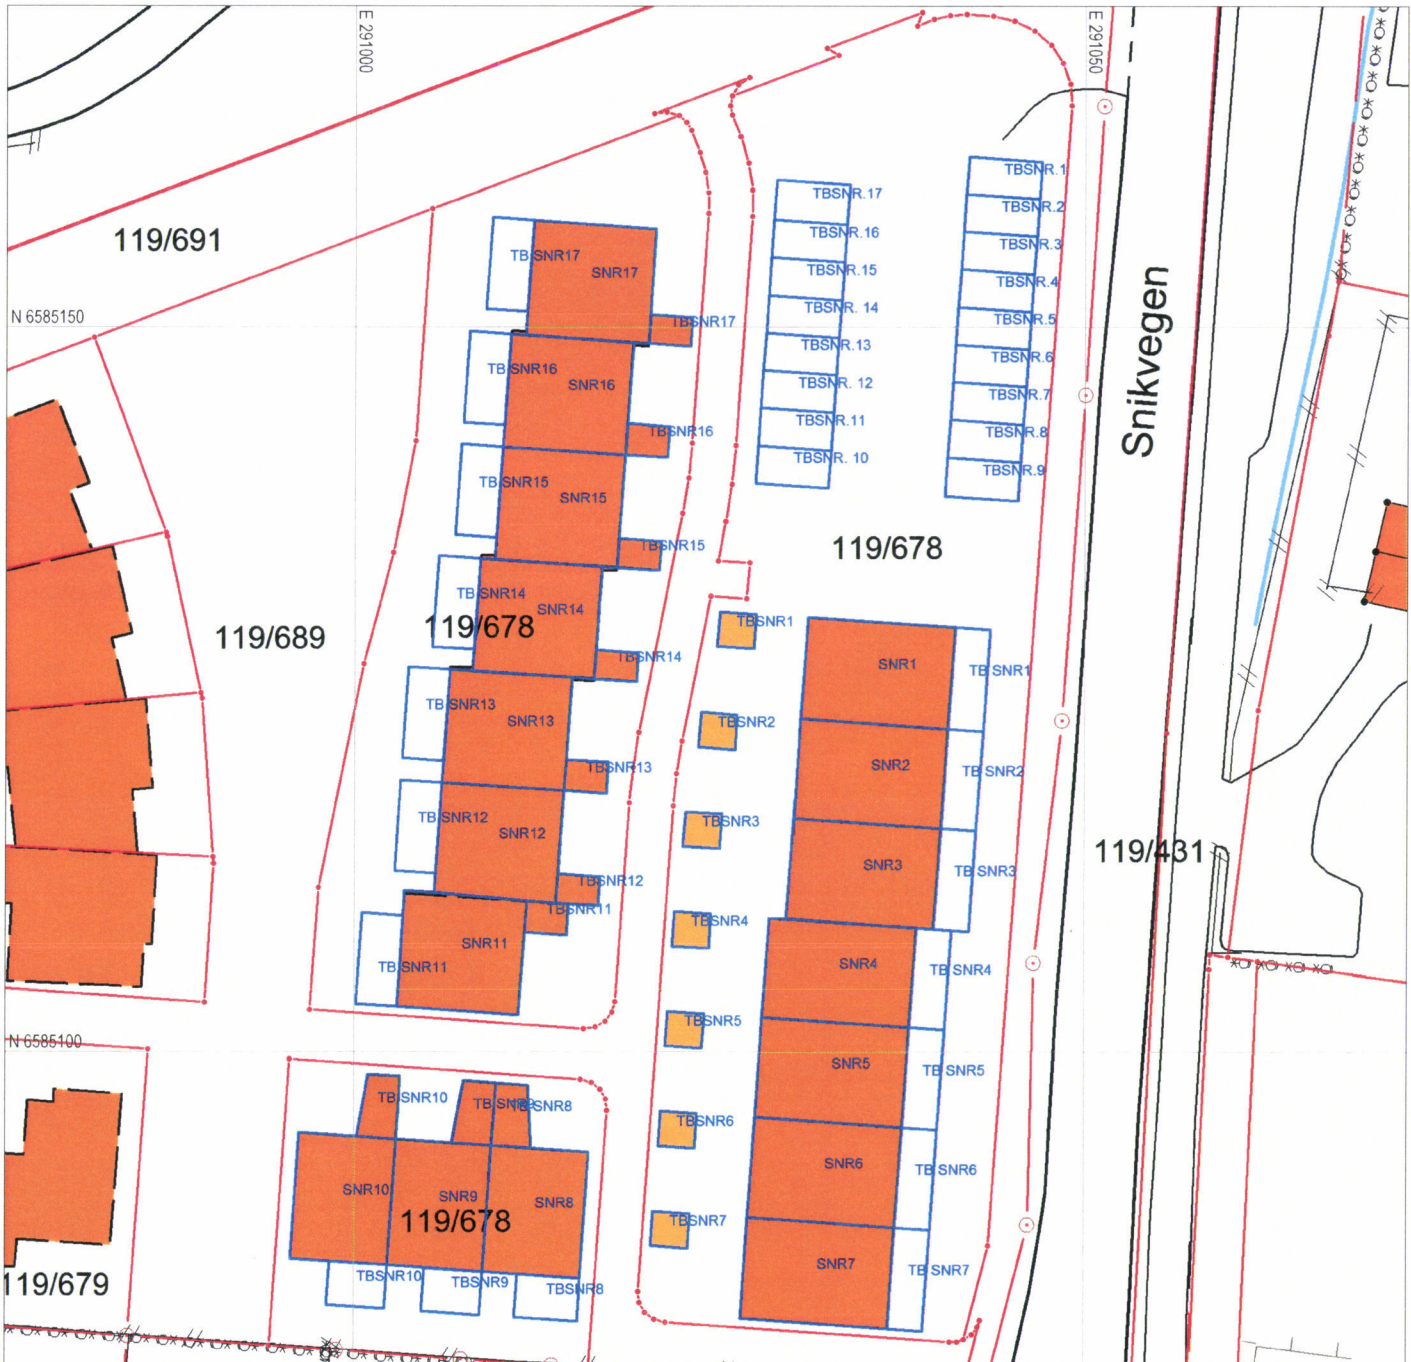 E 291000
E 291050
119/691
N 6585150
TBSNR.17
TBSNR.16
TBSNR.15
TBSNR. 14
TBSNR.13
TBSNR. 12
TBSNR.11
TBSNR. 10
TBSNR.1
TBSNR.2
TBSNR.3
TBSNR.4
TBSNR.5
TBSNR.6
TBSNR.7
TBSNR.8
TBSNR.9
Snikvegen
TB SNR17
SNR17
TBSNR17
TB SNR16
SNR16
TBSNR16
TB SNR15
SNR15
TBSNR15
TB SNR14
SNR14
119/678
TBSNR14
TB SNR13
SNR13
TBSNR13
TB SNR12
SNR12
TBSNR12
TBSNR11
SNR11
TB SNR11
119/689
119/678
TBSNR1
SNR1
TB SNR1
TBSNR2
SNR2
TB SNR2
TBSNR3
SNR3
TB SNR3
119/431
TBSNR4
SNR4
TB SNR4
TBSNR5
SNR5
TB SNR5
TBSNR6
SNR6
TB SNR6
TBSNR7
SNR7
TB SNR7
N 6585100
TB SNR10
TB SNR9
TB SNR8
SNR10
SNR9
SNR8
119/678
TBSNR10
TBSNR9
TBSNR8
119/679